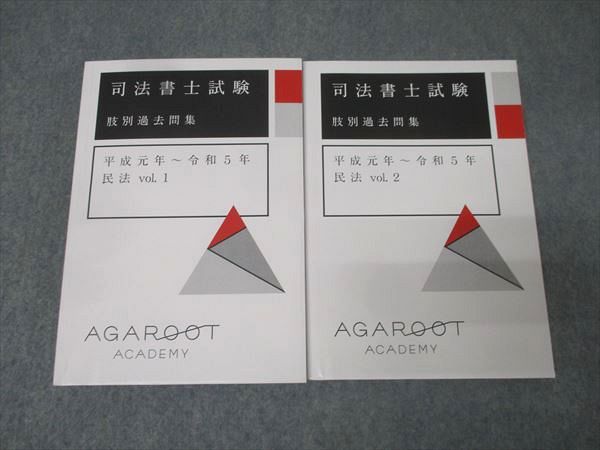 司法書士試験
肢別過去問集
平成元年～令和5年
民法 vol. 1
AGAROOT
ACADEMY
司法書士試験
肢別過去問集
平成元年～令和5年
民法 vol. 2
AGAROOT
ACADEMY